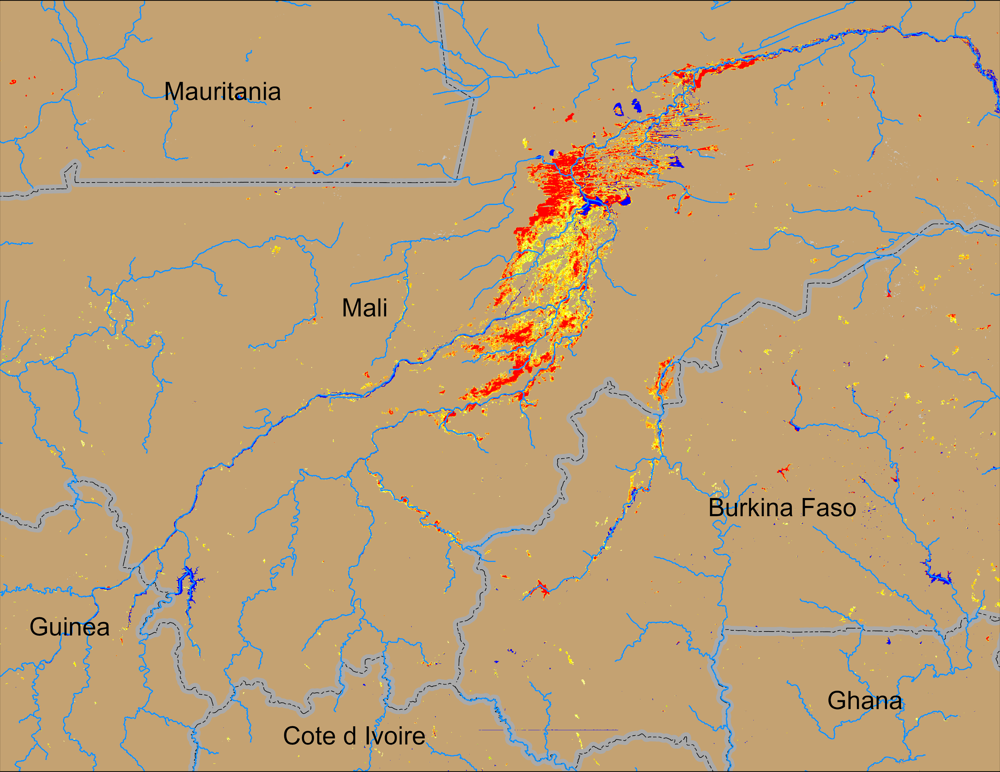 Mauritania
Mali
Burkina Faso
Guinea
Ghana
Cote d Ivoire